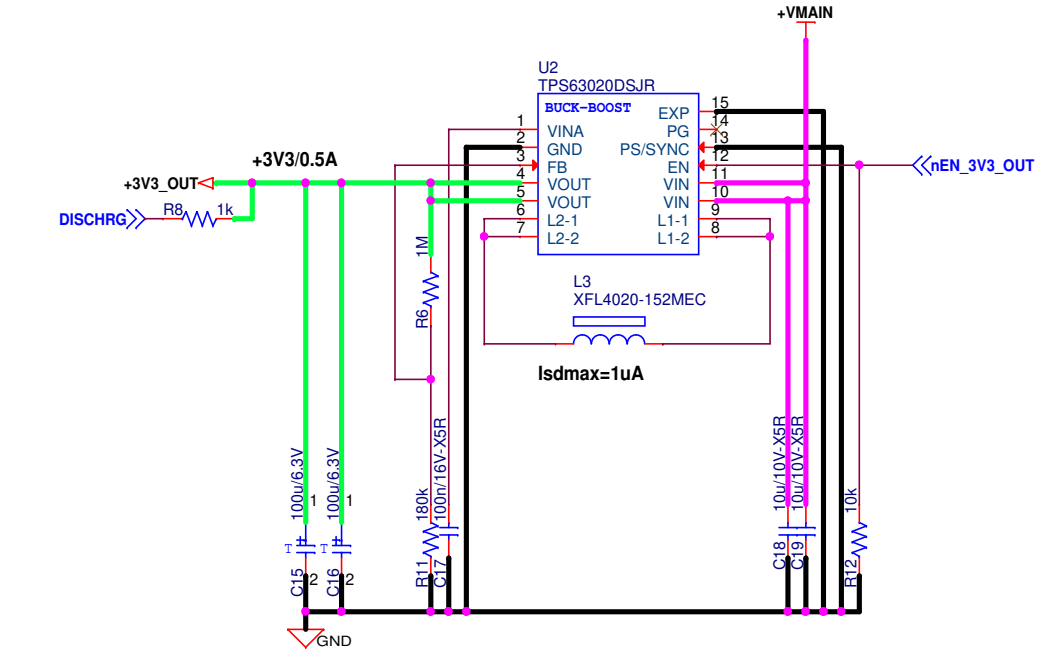 +VMAIN
U2
TPS63020DSJR
BUCK-BOOST
1 VINA
2 GND
3 FB
4 VOUT
5 VOUT
6 L2-1
7 L2-2
EXP 15
PG 14
PS/SYNC 13
EN 12
VIN 11
VIN 10
L1-1 9
L1-2 8
nEN_3V3_OUT
+3V3/0.5A
+3V3_OUT
DISCHRG
R8
1k
1M
R6
L3
XFL4020-152MEC
Isdmax=1uA
100u/6.3V
1
T
C15
2
100u/6.3V
1
T
C16
2
180k
R11
100n/16V-X5R
C17
10u/10V-X5R
C18
10u/10V-X5R
C19
10k
R12
GND